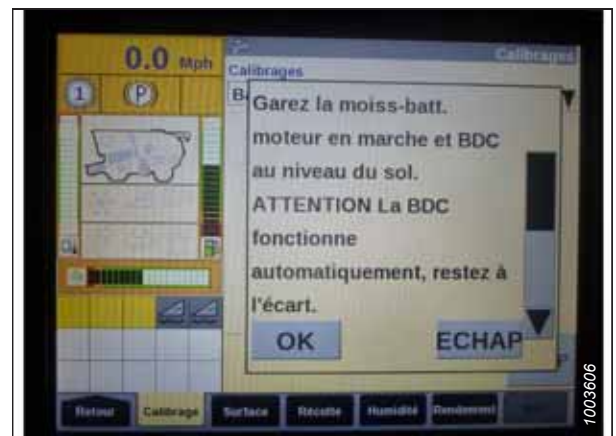 0.0 Mph
Calibrages
Calibrages
1
P
Garez la moiss-batt.
moteur en marche et BDC
au niveau du sol.
ATTENTION La BDC
fonctionne
automatiquement, restez à
l'écart.
OK
ECHAP
Retour
Calibrage
Surface
Récolte
Humidité
Rendement
1003606